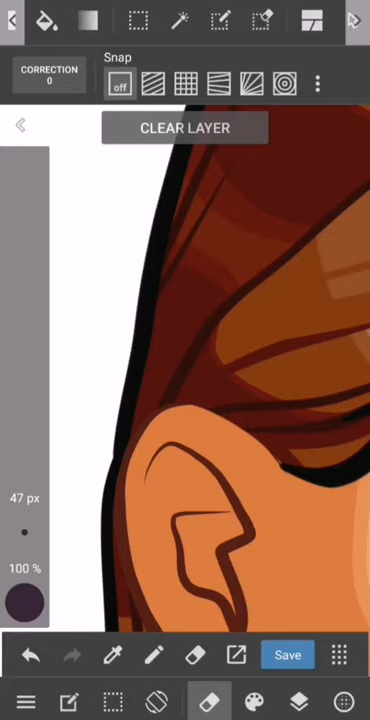 Snap
CORRECTION
0
off
CLEAR LAYER
47 px
100 %
Save